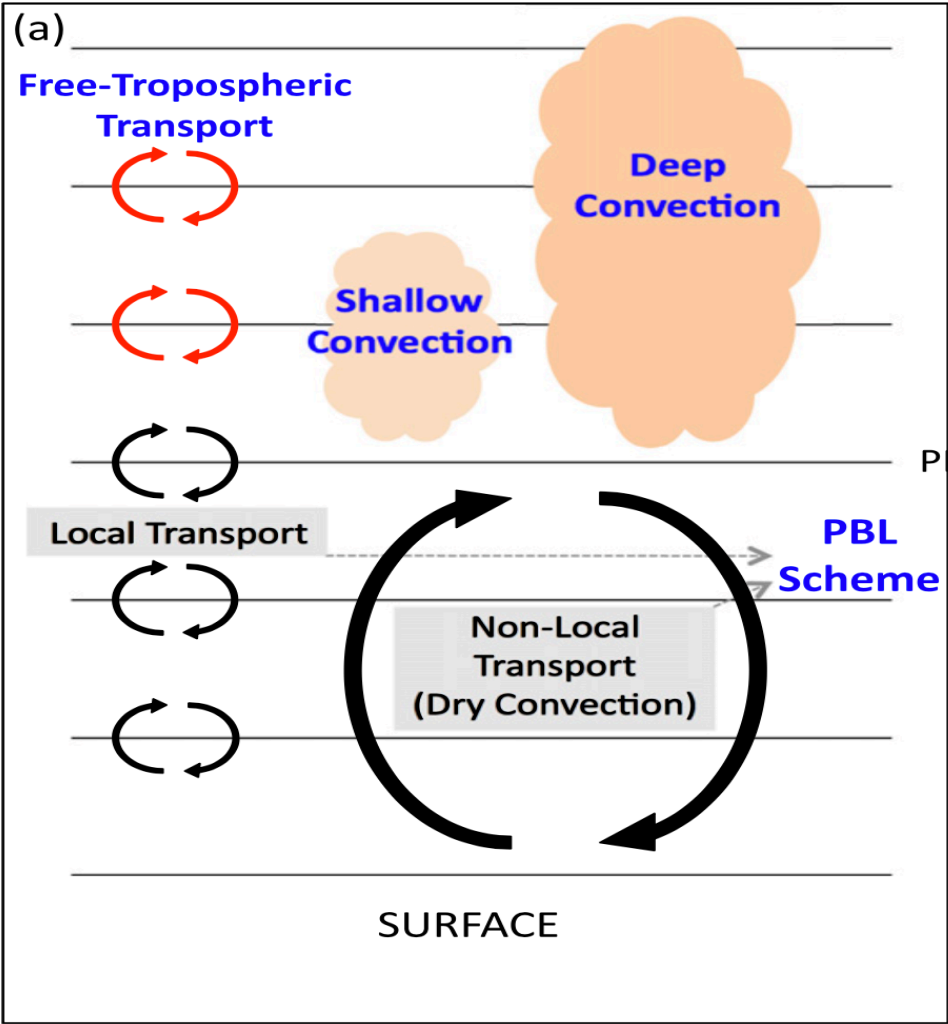 (a)
Free-Tropospheric
Transport
Deep
Convection
Shallow
Convection
Local Transport
PBL
Scheme
Non-Local
Transport
(Dry Convection)
SURFACE